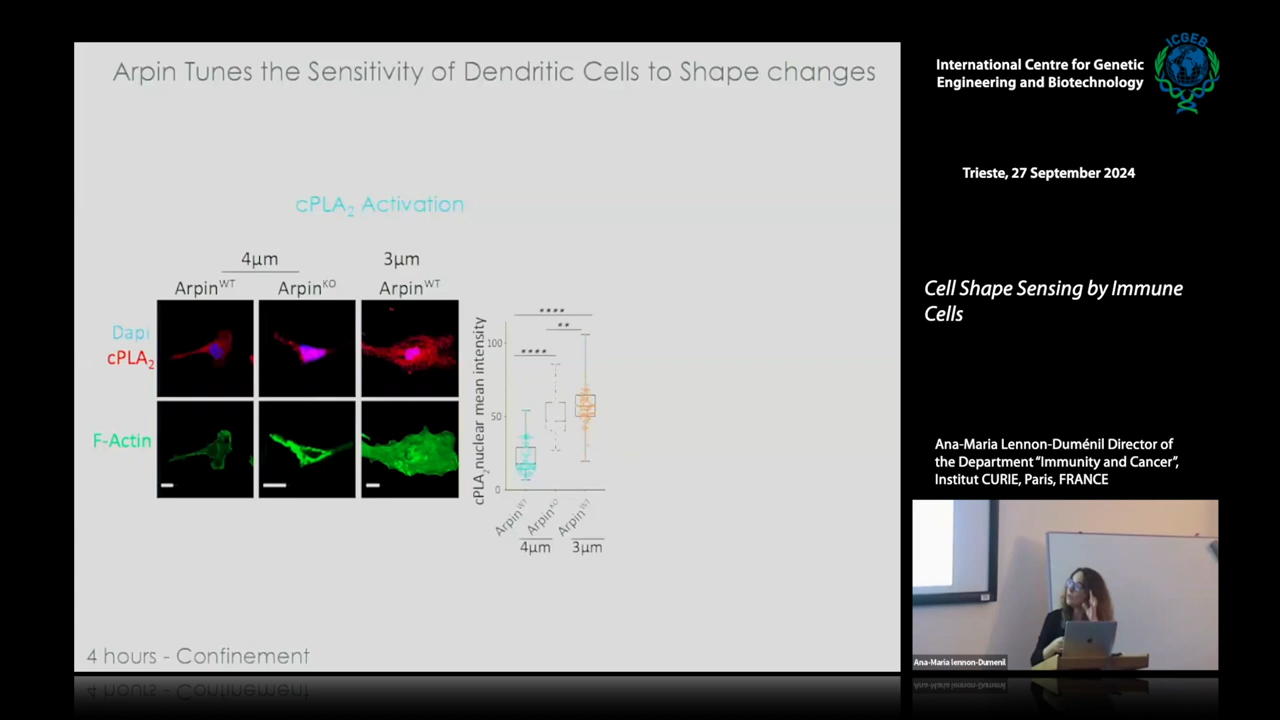 Arpin Tunes the Sensitivity of Dendritic Cells to Shape changes
cPLA₂ Activation
4µm
3µm
Arpinᵂᵀ
Arpinᴷᴼ
Arpinᵂᵀ
Dapi
cPLA₂
F-Actin
cPLA₂nuclear mean intensity
100
50
0
****
**
****
Arpinᵂᵀ
Arpinᴷᴼ
Arpinᵂᵀ
4µm
3µm
4 hours - Confinement
ICGEB
International Centre for Genetic
Engineering and Biotechnology
Trieste, 27 September 2024
Cell Shape Sensing by Immune
Cells
Ana-Maria Lennon-Duménil Director of
the Department “Immunity and Cancer”,
Institut CURIE, Paris, FRANCE
Ana-Maria lennon-Dumenil